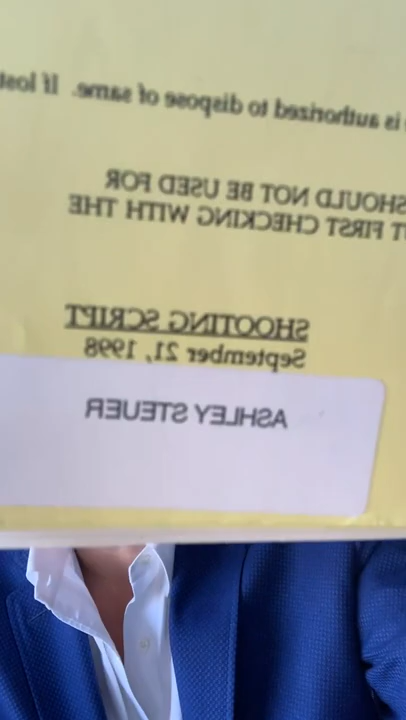 is authorized to dispose of same. If lost
SHOULD NOT BE USED FOR
FIRST CHECKING WITH THE
SHOOTING SCRIPT
September 21, 1998
ASHLEY STEUER